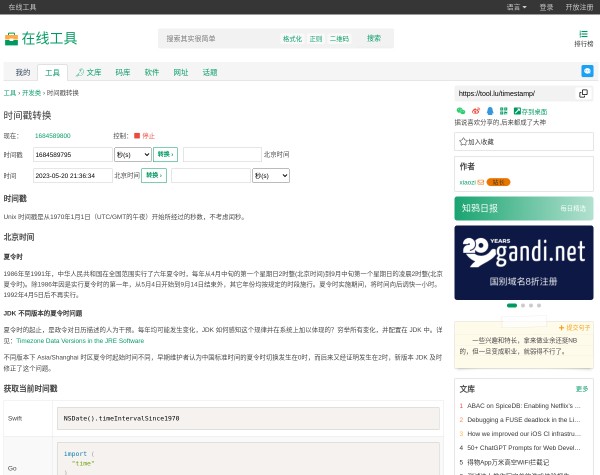 在线工具
语言
登录
开放注册
在线工具
搜索其实很简单
格式化 正则 二维码
搜索
排行榜
我的 工具 文库 码库 软件 网址 话题
工具 › 开发类 › 时间戳转换
https://tool.lu/timestamp/
时间戳转换
存到桌面
据说喜欢分享的,后来都成了大神
现在: 1684589800 控制: 停止
加入收藏
时间戳 1684589795 秒(s) 转换 › 北京时间
时间 2023-05-20 21:36:34 北京时间 转换 › 秒(s)
作者
xiaozi 站长
时间戳
知鸦日报 每日精选
Unix 时间戳是从1970年1月1日（UTC/GMT的午夜）开始所经过的秒数，不考虑闰秒。
北京时间
20 YEARS gandi.net
国别域名8折注册
夏令时
1986年至1991年，中华人民共和国在全国范围实行了六年夏令时，每年从4月中旬的第一个星期日2时整(北京时间)到9月中旬第一个星期日的凌晨2时整(北京
夏令时)。除1986年因是实行夏令时的第一年，从5月4日开始到9月14日结束外，其它年份均按规定的时段施行。夏令时实施期间，将时间向后调快一小时。
1992年4月5日后不再实行。
JDK 不同版本的夏令时问题
夏令时的起止，是政令对日历描述的人为干预。每年均可能发生变化，JDK 如何感知这个规律并在系统上加以体现的？穷举所有变化，并配置在 JDK 中。详
见：Timezone Data Versions in the JRE Software
不同版本下 Asia/Shanghai 时区夏令时起始时间不同，早期维护者认为中国标准时间的夏令时切换发生在0时，而后来又经证明发生在2时，新版本 JDK 及时
修正了这个问题。
提交句子
一些兴趣和特长，拿来做业余还挺NB
的，但一旦变成职业，就弱得不行了。
获取当前时间戳
Swift NSDate().timeIntervalSince1970
Go import (
"time"
)
文库 更多
1 ABAC on SpiceDB: Enabling Netflix's ...
2 Debugging a FUSE deadlock in the Li...
3 How we improved our iOS CI infrastru...
4 50+ ChatGPT Prompts for Web Devel...
5 得物App万米高空WiFi拦截记